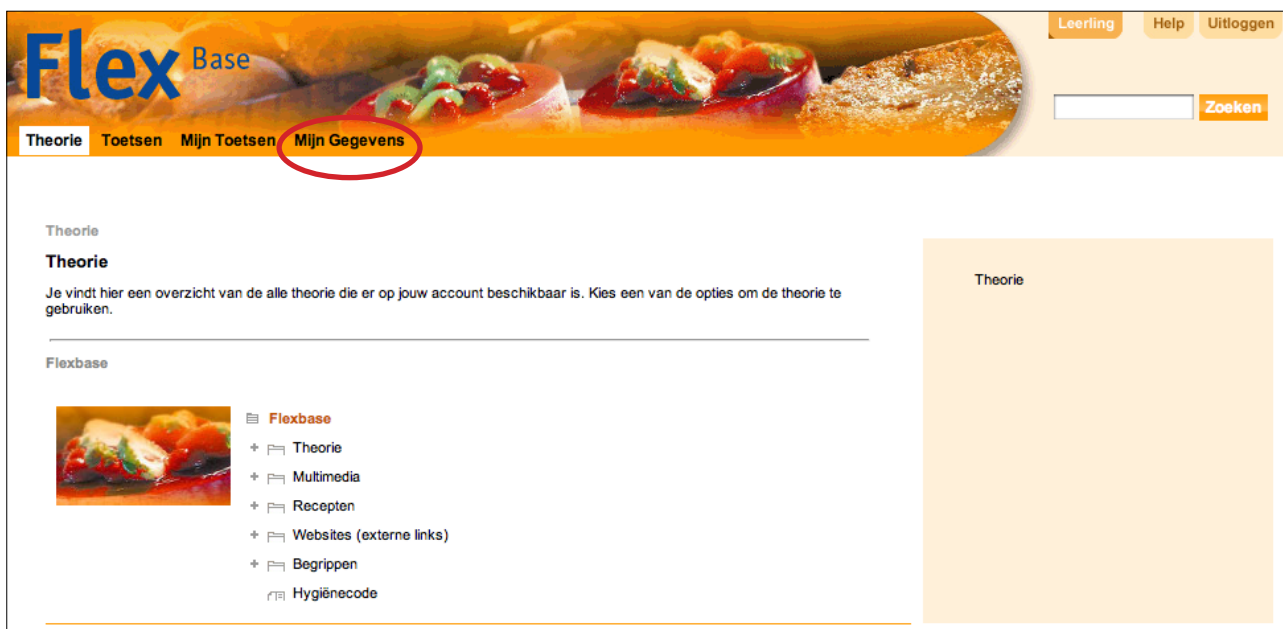 Flex Base
Leerling Help Uitloggen
Zoeken
Theorie Toetsen Mijn Toetsen Mijn Gegevens
Theorie
Theorie
Je vindt hier een overzicht van de alle theorie die er op jouw account beschikbaar is. Kies een van de opties om de theorie te
gebruiken.
Theorie
Flexbase
Flexbase
Theorie
Multimedia
Recepten
Websites (externe links)
Begrippen
Hygiënecode